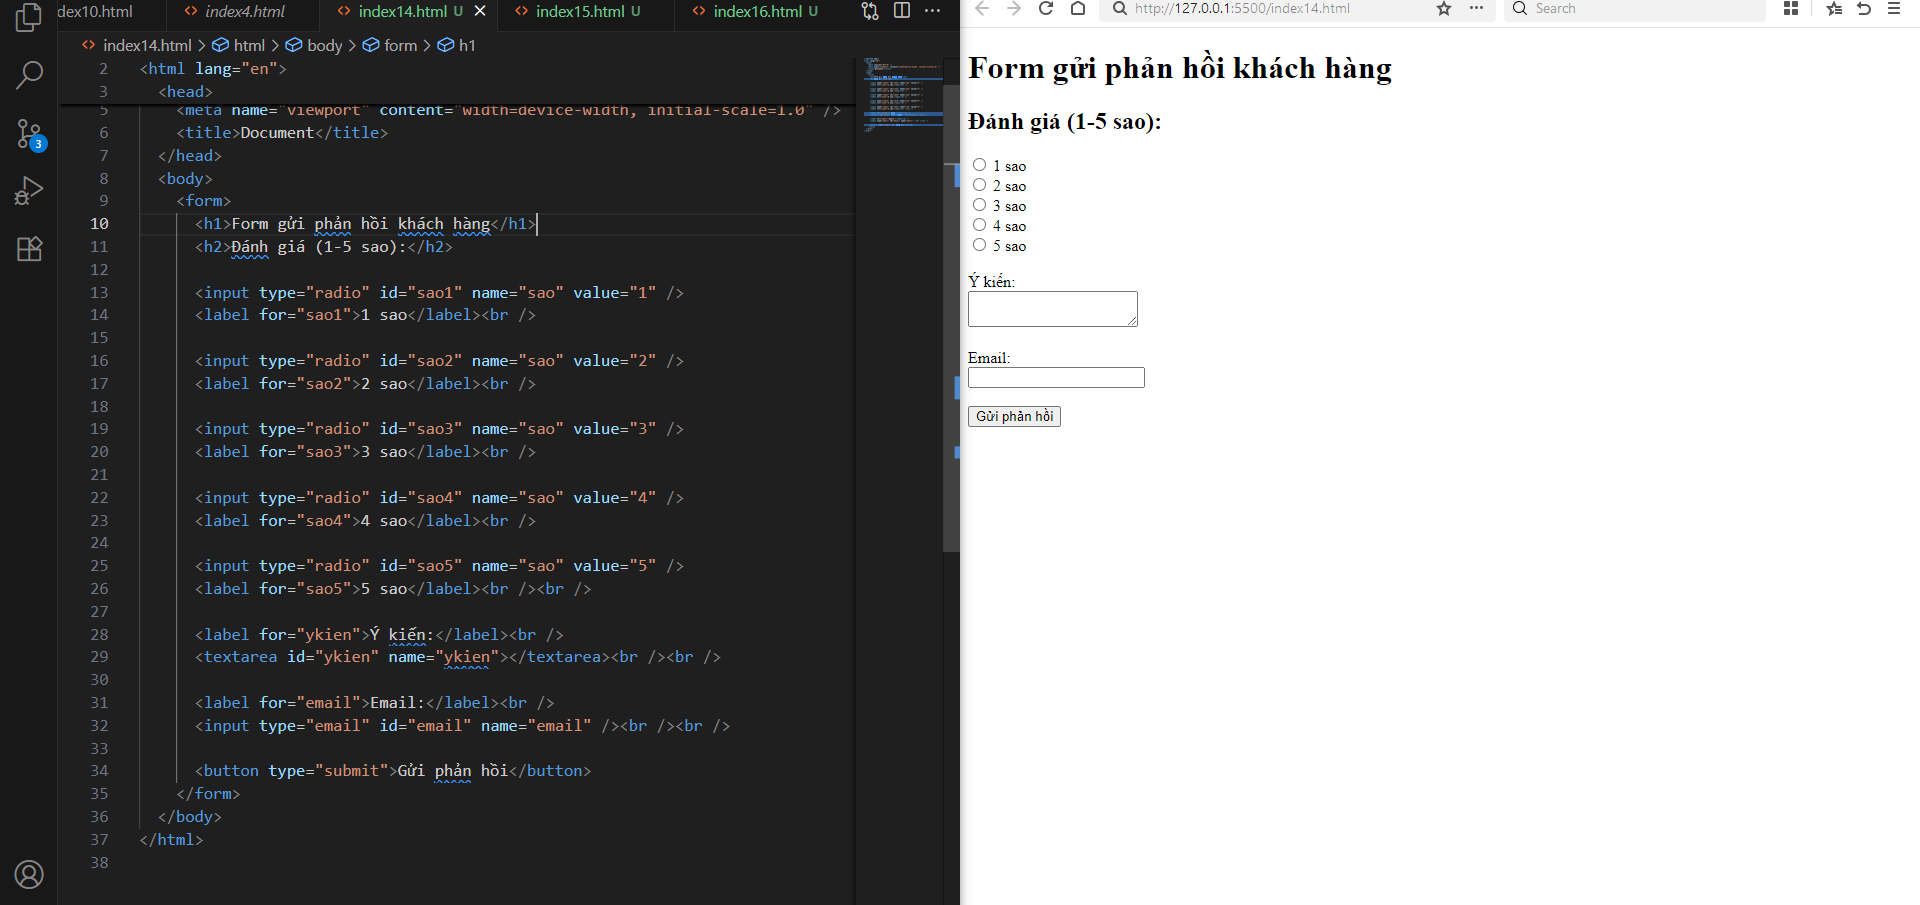 dex10.html index4.html index14.html U index15.html U index16.html U
index14.html > html > body > form > h1
2 <html lang="en">
3 <head>
5 <meta name="viewport" content="width=device-width, initial-scale=1.0" />
6 <title>Document</title>
7 </head>
8 <body>
9 <form>
10 <h1>Form gửi phản hồi khách hàng</h1>
11 <h2>Đánh giá (1-5 sao):</h2>
12
13 <input type="radio" id="sao1" name="sao" value="1" />
14 <label for="sao1">1 sao</label><br />
15
16 <input type="radio" id="sao2" name="sao" value="2" />
17 <label for="sao2">2 sao</label><br />
18
19 <input type="radio" id="sao3" name="sao" value="3" />
20 <label for="sao3">3 sao</label><br />
21
22 <input type="radio" id="sao4" name="sao" value="4" />
23 <label for="sao4">4 sao</label><br />
24
25 <input type="radio" id="sao5" name="sao" value="5" />
26 <label for="sao5">5 sao</label><br /><br />
27
28 <label for="ykien">Ý kiến:</label><br />
29 <textarea id="ykien" name="ykien"></textarea><br /><br />
30
31 <label for="email">Email:</label><br />
32 <input type="email" id="email" name="email" /><br /><br />
33
34 <button type="submit">Gửi phản hồi</button>
35 </form>
36 </body>
37 </html>
38
3
http://127.0.0.1:5500/index14.html
Search
Form gửi phản hồi khách hàng
Đánh giá (1-5 sao):
1 sao
2 sao
3 sao
4 sao
5 sao
Ý kiến:
Email:
Gửi phản hồi